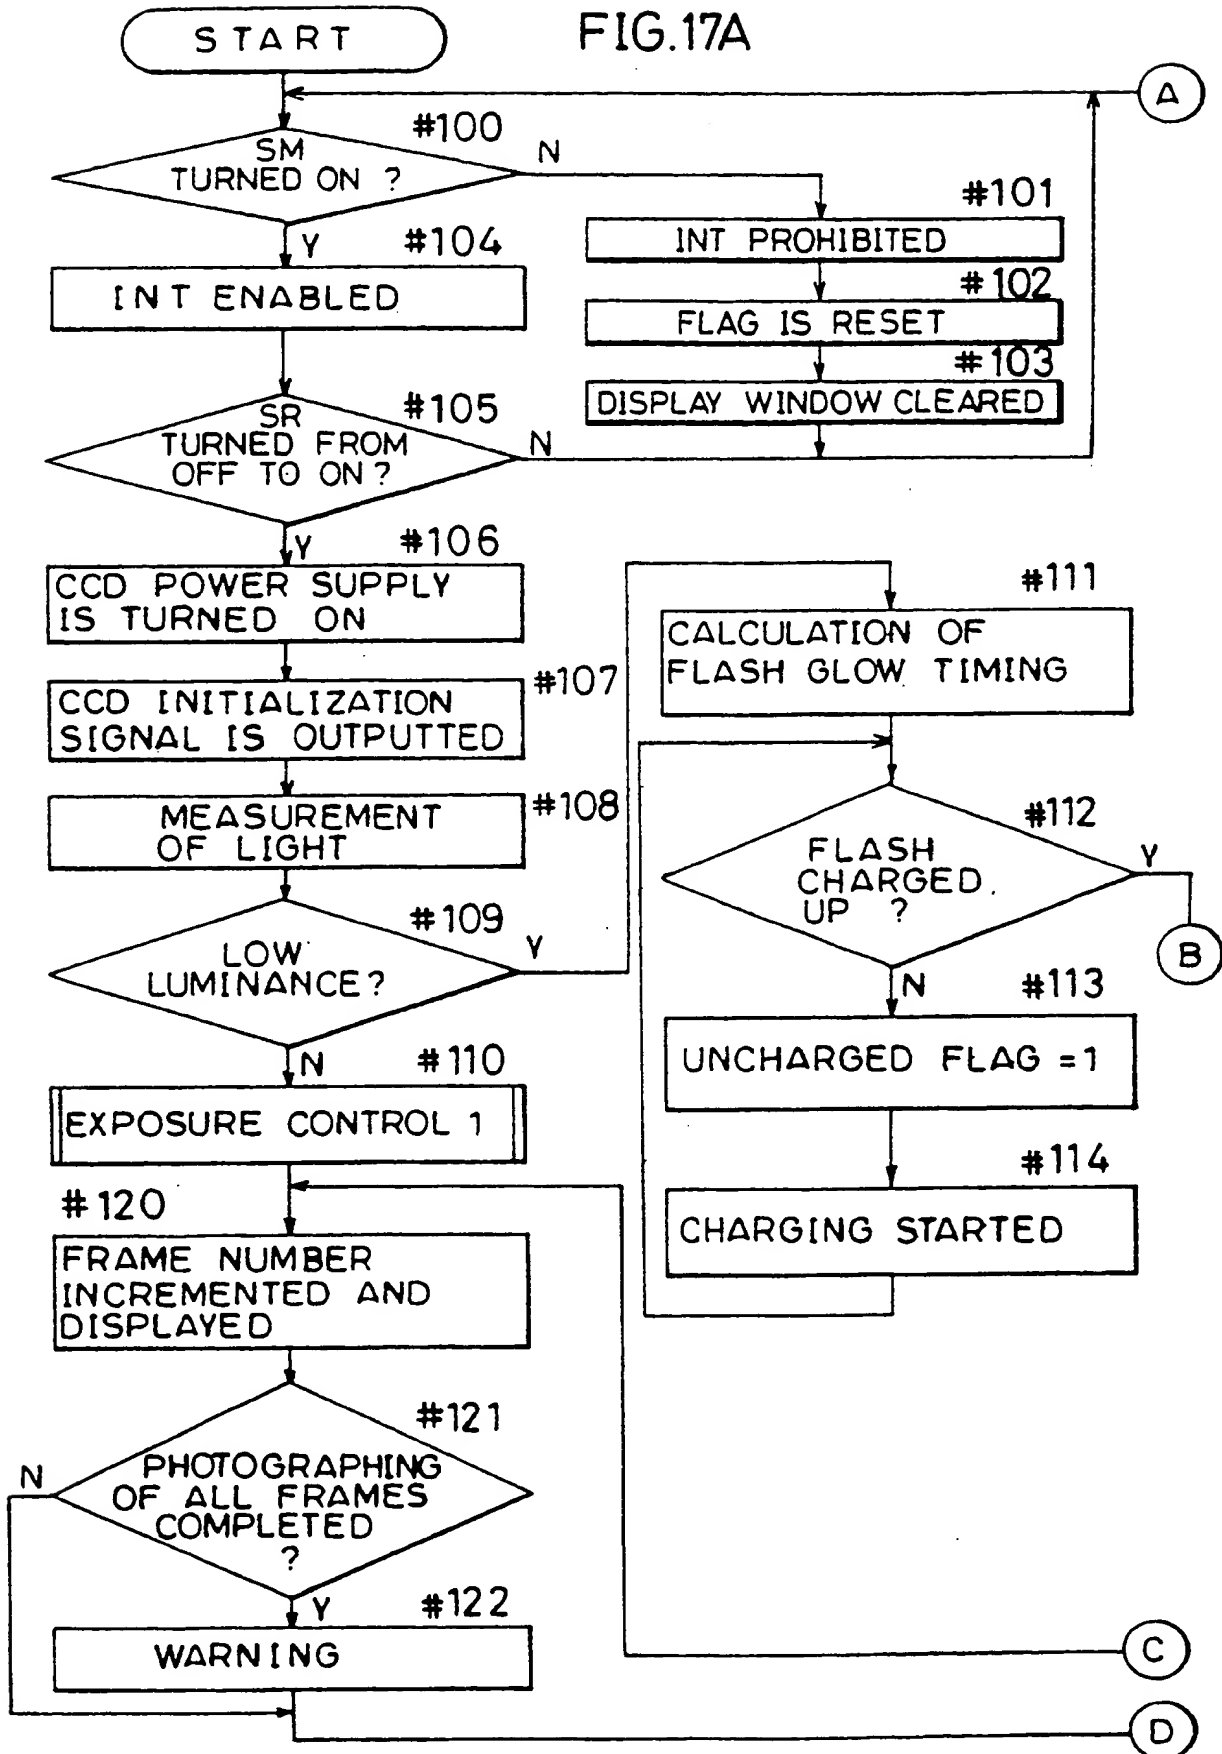 FIG.17A
START
A
#100
SM
TURNED ON ?
N
Y
#101
INT PROHIBITED
#102
FLAG IS RESET
#103
DISPLAY WINDOW CLEARED
#104
INT ENABLED
#105
SR
TURNED FROM
OFF TO ON?
N
Y
#106
CCD POWER SUPPLY
IS TURNED ON
#107
CCD INITIALIZATION
SIGNAL IS OUTPUTTED
#108
MEASUREMENT
OF LIGHT
#109
LOW
LUMINANCE?
Y
N
#110
EXPOSURE CONTROL 1
#111
CALCULATION OF
FLASH GLOW TIMING
#112
FLASH
CHARGED
UP ?
Y
B
N
#113
UNCHARGED FLAG =1
#114
CHARGING STARTED
#120
FRAME NUMBER
INCREMENTED AND
DISPLAYED
#121
PHOTOGRAPHING
OF ALL FRAMES
COMPLETED
?
N
Y
#122
WARNING
C
D